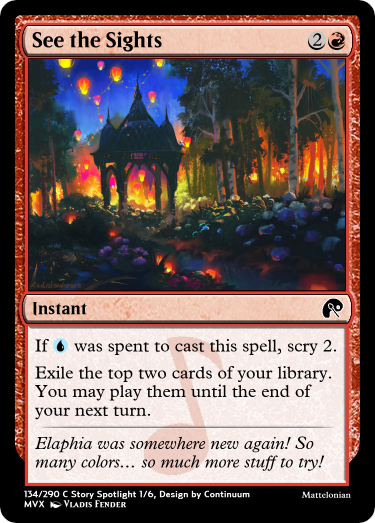 See the Sights 2
Instant
If was spent to cast this spell, scry 2.
Exile the top two cards of your library.
You may play them until the end of
your next turn.
Elaphia was somewhere new again! So
many colors… so much more stuff to try!
134/290 C Story Spotlight 1/6, Design by Continuum
MVX Vladis Fender
Mattelonian